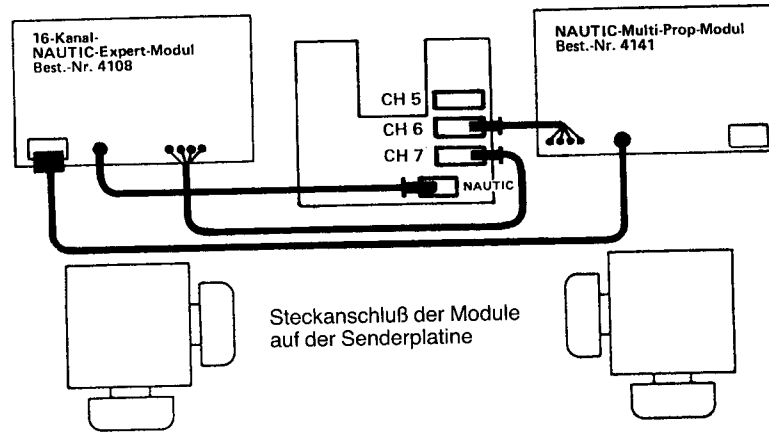 16-Kanal-
NAUTIC-Expert-Modul
Best.-Nr. 4108
NAUTIC-Multi-Prop-Modul
Best.-Nr. 4141
CH 5
CH 6
CH 7
NAUTIC
Steckanschluß der Module
auf der Senderplatine